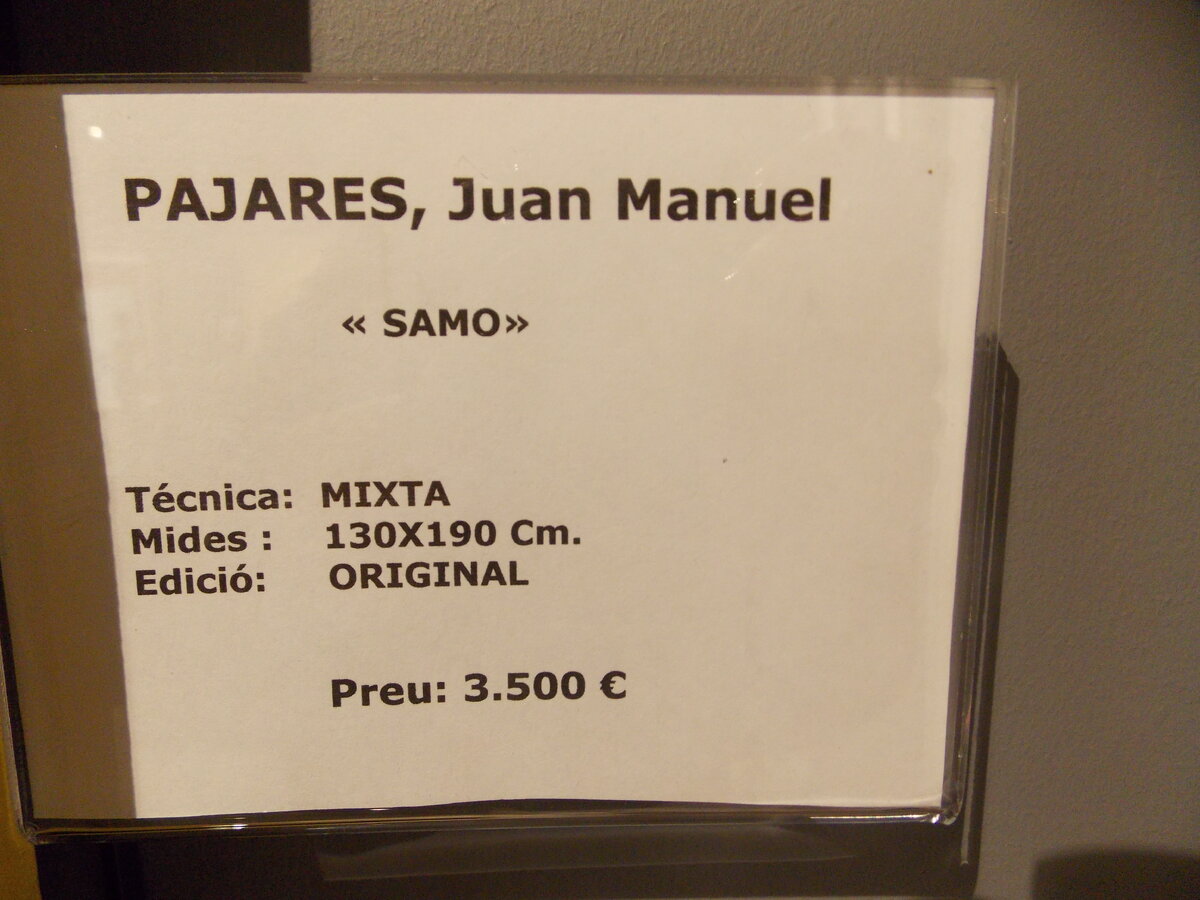 PAJARES, Juan Manuel
« SAMO»
Técnica: MIXTA
Mides : 130X190 Cm.
Edició: ORIGINAL
Preu: 3.500 €